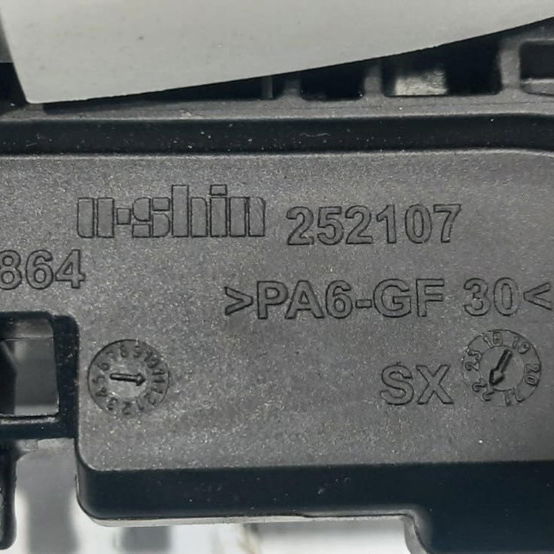 u-shin 252107
864
>PA6-GF 30<
SX